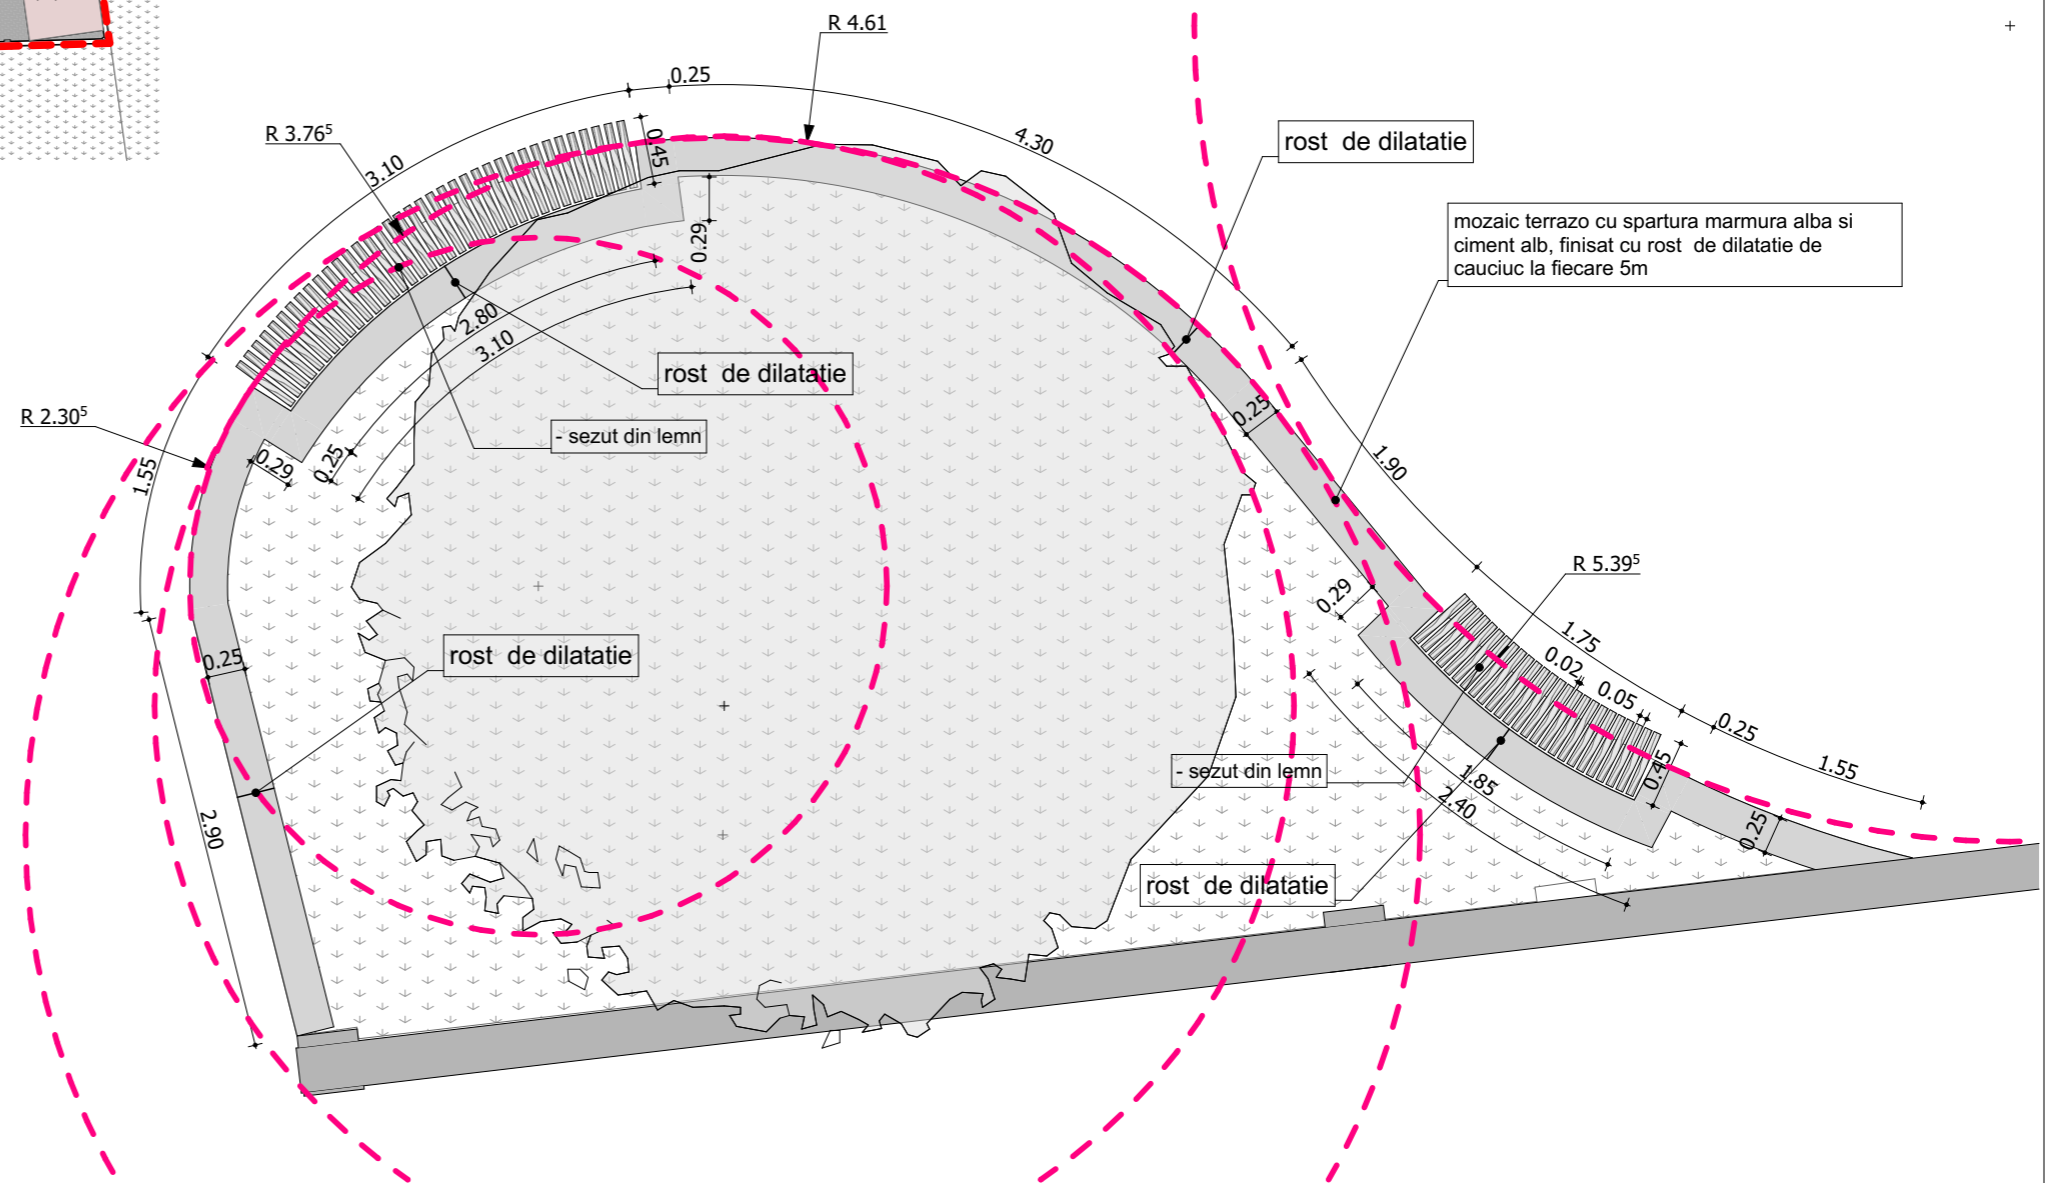 R 4.61
0.25
R 3.76⁵
3.10
0.45
4.30
rost de dilatatie
mozaic terrazo cu spartura marmura alba si
ciment alb, finisat cu rost de dilatatie de
cauciuc la fiecare 5m
0.29
2.80
3.10
rost de dilatatie
- sezut din lemn
R 2.30⁵
1.55
0.29
0.25
0.25
1.90
R 5.39⁵
0.29
1.75
0.02
0.05
0.25
rost de dilatatie
0.25
2.90
- sezut din lemn
0.45
1.55
1.85
2.40
0.25
rost de dilatatie